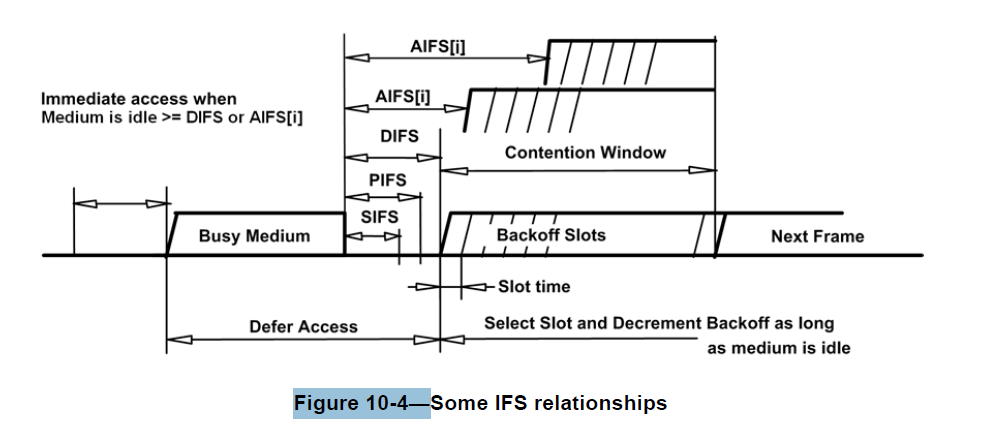 AIFS[i]
Immediate access when
Medium is idle >= DIFS or AIFS[i]
AIFS[i]
DIFS
Contention Window
PIFS
SIFS
Busy Medium
Backoff Slots
Next Frame
Slot time
Defer Access
Select Slot and Decrement Backoff as long
as medium is idle
Figure 10-4—Some IFS relationships